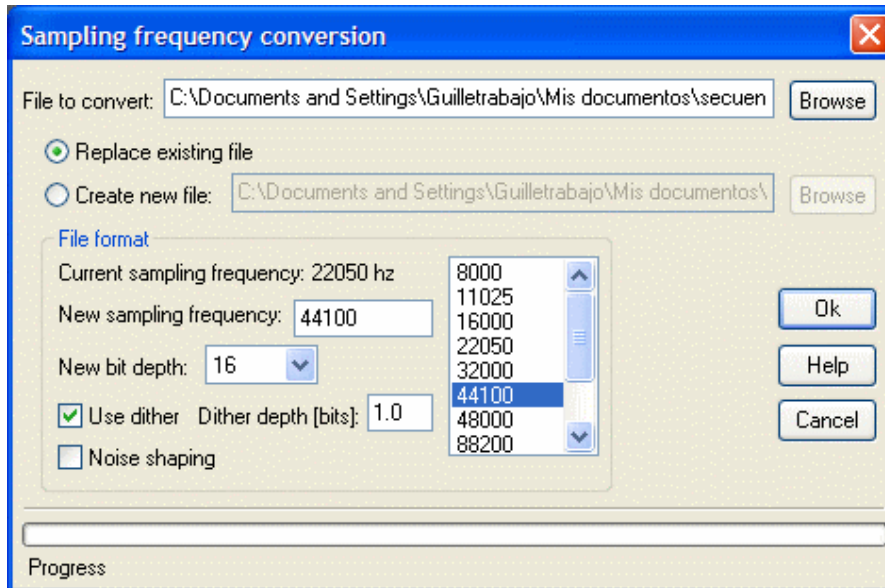 Sampling frequency conversion
File to convert: C:\Documents and Settings\Guilletrabajo\Mis documentos\secuen Browse
Replace existing file
Create new file: C:\Documents and Settings\Guilletrabajo\Mis documentos\ Browse
File format
Current sampling frequency: 22050 hz
New sampling frequency: 44100
New bit depth: 16
Use dither Dither depth [bits]: 1.0
Noise shaping
8000
11025
16000
22050
32000
44100
48000
88200
Ok
Help
Cancel
Progress